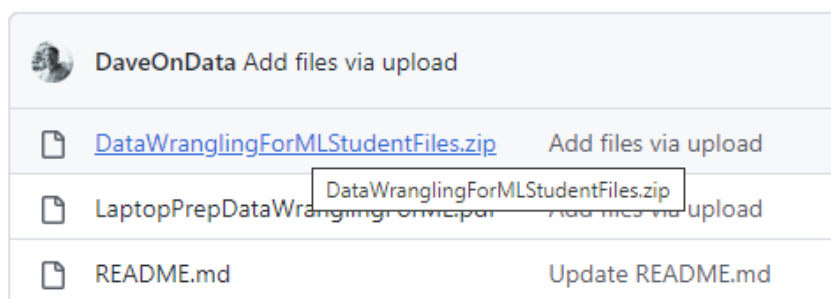 DaveOnData Add files via upload
DataWranglingForMLStudentFiles.zip Add files via upload
DataWranglingForMLStudentFiles.zip
LaptopPrepDataWranglingForML.pdf Add files via upload
README.md Update README.md